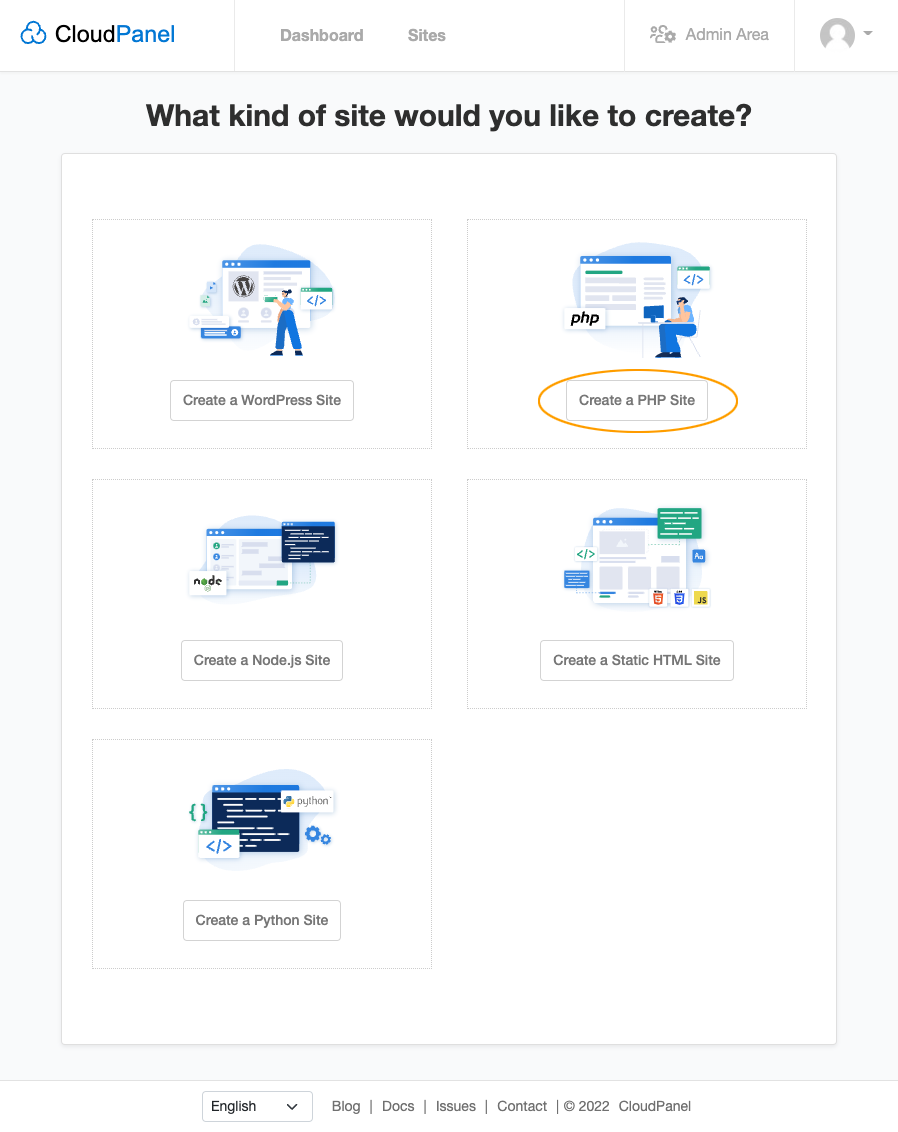 CloudPanel
Dashboard
Sites
Admin Area
What kind of site would you like to create?
</>
php
</>
Create a WordPress Site
Create a PHP Site
node
JS
</>
JS
Create a Node.js Site
Create a Static HTML Site
{ }
python
</>
Create a Python Site
English
Blog | Docs | Issues | Contact | © 2022 CloudPanel